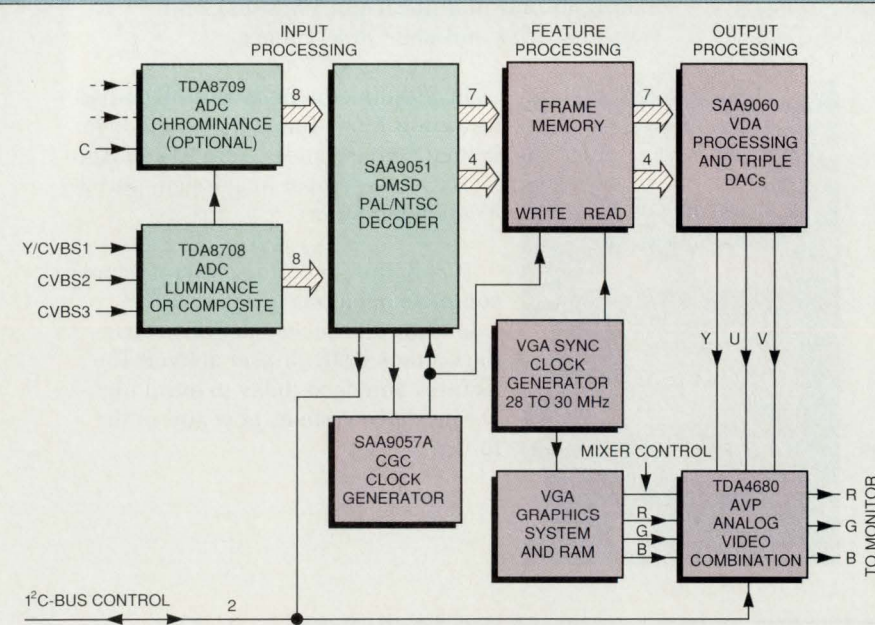 INPUT
PROCESSING
FEATURE
PROCESSING
OUTPUT
PROCESSING
TDA8709
ADC
CHROMINANCE
(OPTIONAL)
C
8
SAA9051
DMSD
PAL/NTSC
DECODER
7
4
FRAME
MEMORY
WRITE READ
7
4
SAA9060
VDA
PROCESSING
AND TRIPLE
DACs
Y/CVBS1
CVBS2
CVBS3
TDA8708
ADC
LUMINANCE
OR COMPOSITE
8
Y U V
VGA SYNC
CLOCK
GENERATOR
28 TO 30 MHz
SAA9057A
CGC
CLOCK
GENERATOR
MIXER CONTROL
VGA
GRAPHICS
SYSTEM
AND RAM
R
G
B
TDA4680
AVP
ANALOG
VIDEO
COMBINATION
R
G
B
TO MONITOR
I²C-BUS CONTROL
2